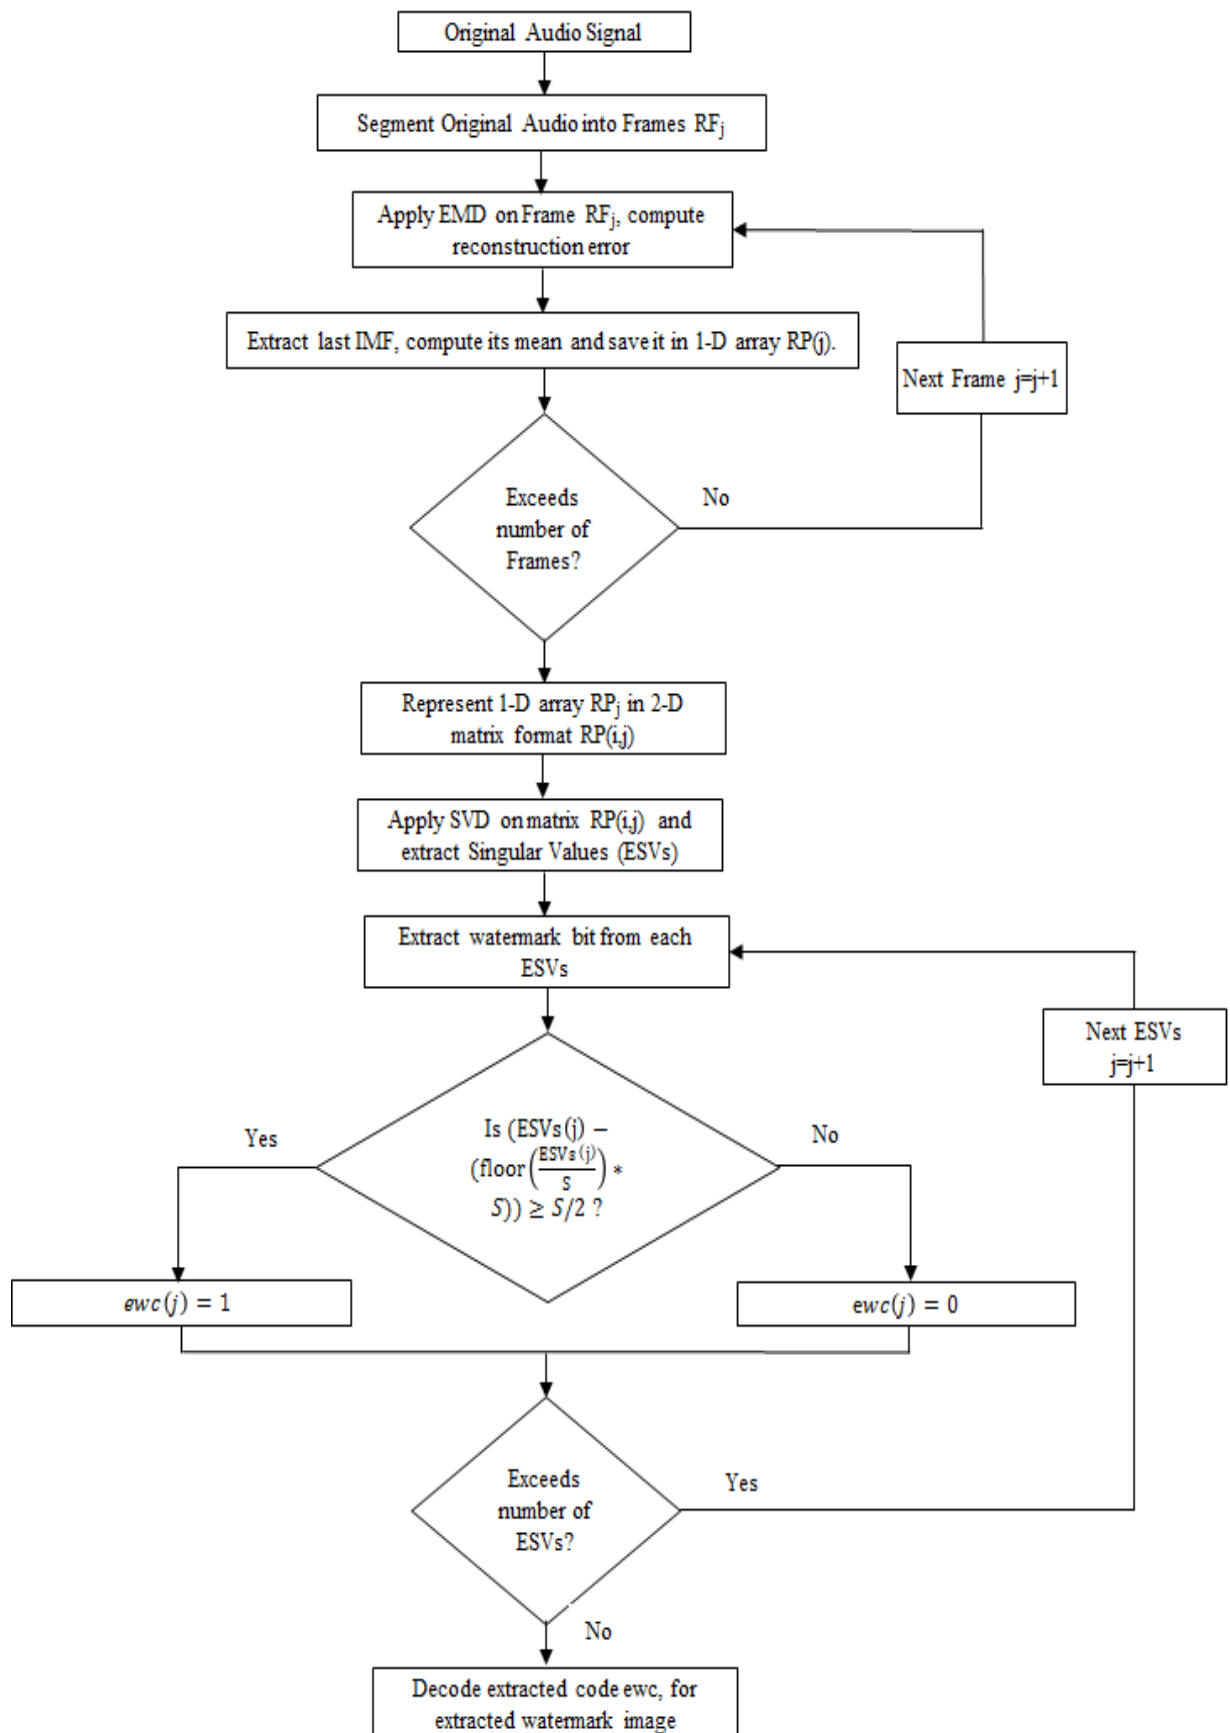 Original Audio Signal
Segment Original Audio into Frames RFj
Apply EMD on Frame RFj, compute
reconstruction error
Extract last IMF, compute its mean and save it in 1-D array RP(j).
Next Frame j=j+1
Exceeds
number of
Frames?
No
Represent 1-D array RPj in 2-D
matrix format RP(i,j)
Apply SVD on matrix RP(i,j) and
extract Singular Values (ESVs)
Extract watermark bit from each
ESVs
Next ESVs
j=j+1
Is (ESVs(j) −
(floor(ESVs(j)/S) ∗
S)) ≥ S/2 ?
Yes
No
ewc(j) = 1
ewc(j) = 0
Exceeds
number of
ESVs?
Yes
No
Decode extracted code ewc, for
extracted watermark image